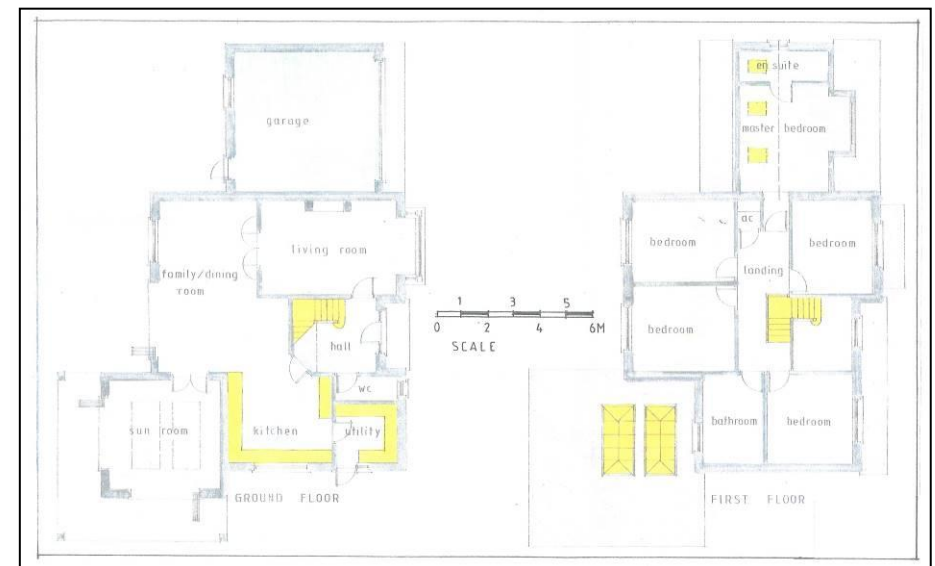 en suite
garage
master bedroom
ac
living room
bedroom
bedroom
landing
family/dining
room
1 3 5
0 2 4 6M
SCALE
hall
bedroom
wc
sun room
kitchen
utility
bathroom
bedroom
GROUND FLOOR
FIRST FLOOR